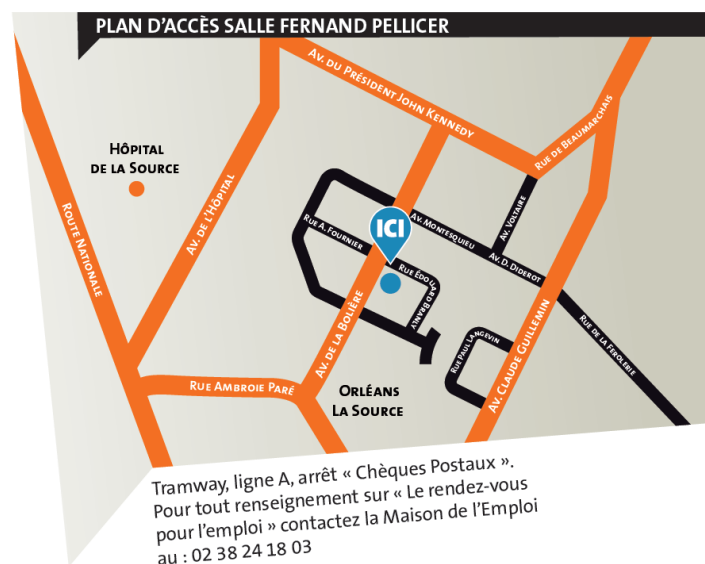 PLAN D'ACCÈS SALLE FERNAND PELLICER
AV. DU PRÉSIDENT JOHN KENNEDY
RUE DE BEAUMARCHAIS
HÔPITAL
DE LA SOURCE
AV. DE L'HÔPITAL
ROUTE NATIONALE
AV. VOLTAIRE
ICI
AV. MONTESQUIEU
RUE A. FOURNIER
AV. D. DIDEROT
RUE ÉDOUARD BRANLY
AV. DE LA BOLIÈRE
RUE PAUL LANGEVIN
AV. CLAUDE GUILLEMIN
RUE DE LA FEROLERIE
RUE AMBROIE PARÉ
ORLÉANS
LA SOURCE
Tramway, ligne A, arrêt « Chèques Postaux ».
Pour tout renseignement sur « Le rendez-vous
pour l'emploi » contactez la Maison de l'Emploi
au : 02 38 24 18 03